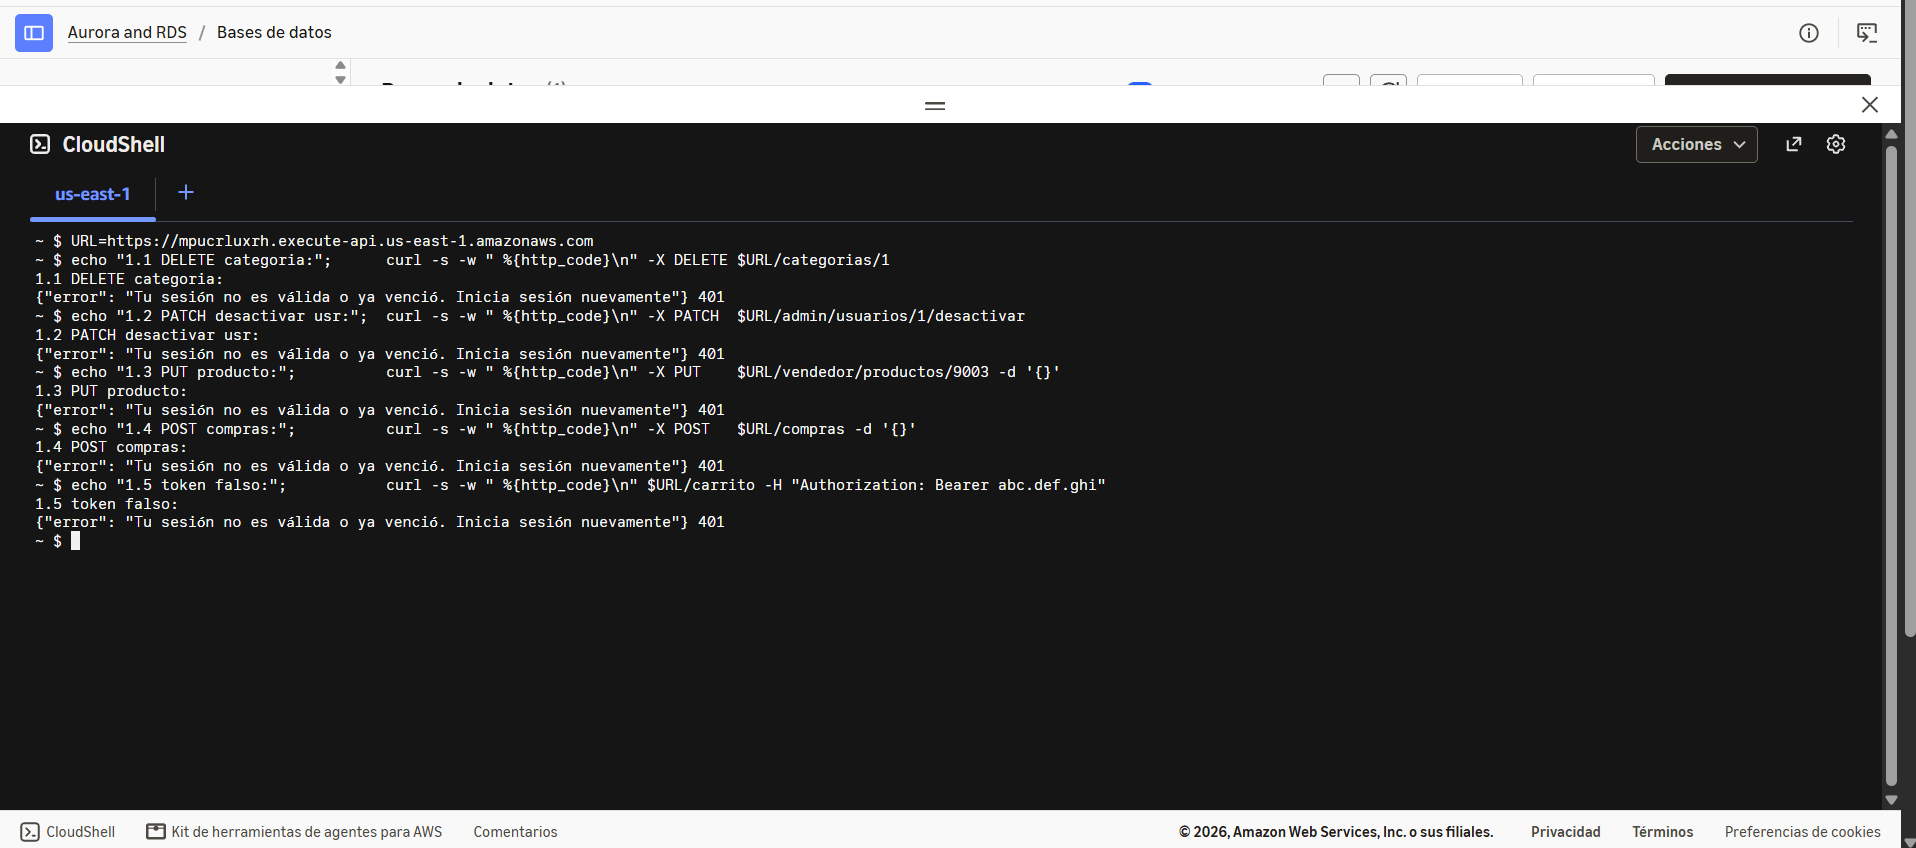 Aurora and RDS / Bases de datos
CloudShell
Acciones
us-east-1 +
~ $ URL=https://mpucrluxrh.execute-api.us-east-1.amazonaws.com
~ $ echo "1.1 DELETE categoria:";      curl -s -w " %{http_code}\n" -X DELETE $URL/categorias/1
1.1 DELETE categoria:
{"error": "Tu sesión no es válida o ya venció. Inicia sesión nuevamente"} 401
~ $ echo "1.2 PATCH desactivar usr:";  curl -s -w " %{http_code}\n" -X PATCH  $URL/admin/usuarios/1/desactivar
1.2 PATCH desactivar usr:
{"error": "Tu sesión no es válida o ya venció. Inicia sesión nuevamente"} 401
~ $ echo "1.3 PUT producto:";          curl -s -w " %{http_code}\n" -X PUT    $URL/vendedor/productos/9003 -d '{}'
1.3 PUT producto:
{"error": "Tu sesión no es válida o ya venció. Inicia sesión nuevamente"} 401
~ $ echo "1.4 POST compras:";          curl -s -w " %{http_code}\n" -X POST   $URL/compras -d '{}'
1.4 POST compras:
{"error": "Tu sesión no es válida o ya venció. Inicia sesión nuevamente"} 401
~ $ echo "1.5 token falso:";           curl -s -w " %{http_code}\n" $URL/carrito -H "Authorization: Bearer abc.def.ghi"
1.5 token falso:
{"error": "Tu sesión no es válida o ya venció. Inicia sesión nuevamente"} 401
~ $
CloudShell Kit de herramientas de agentes para AWS Comentarios © 2026, Amazon Web Services, Inc. o sus filiales. Privacidad Términos Preferencias de cookies